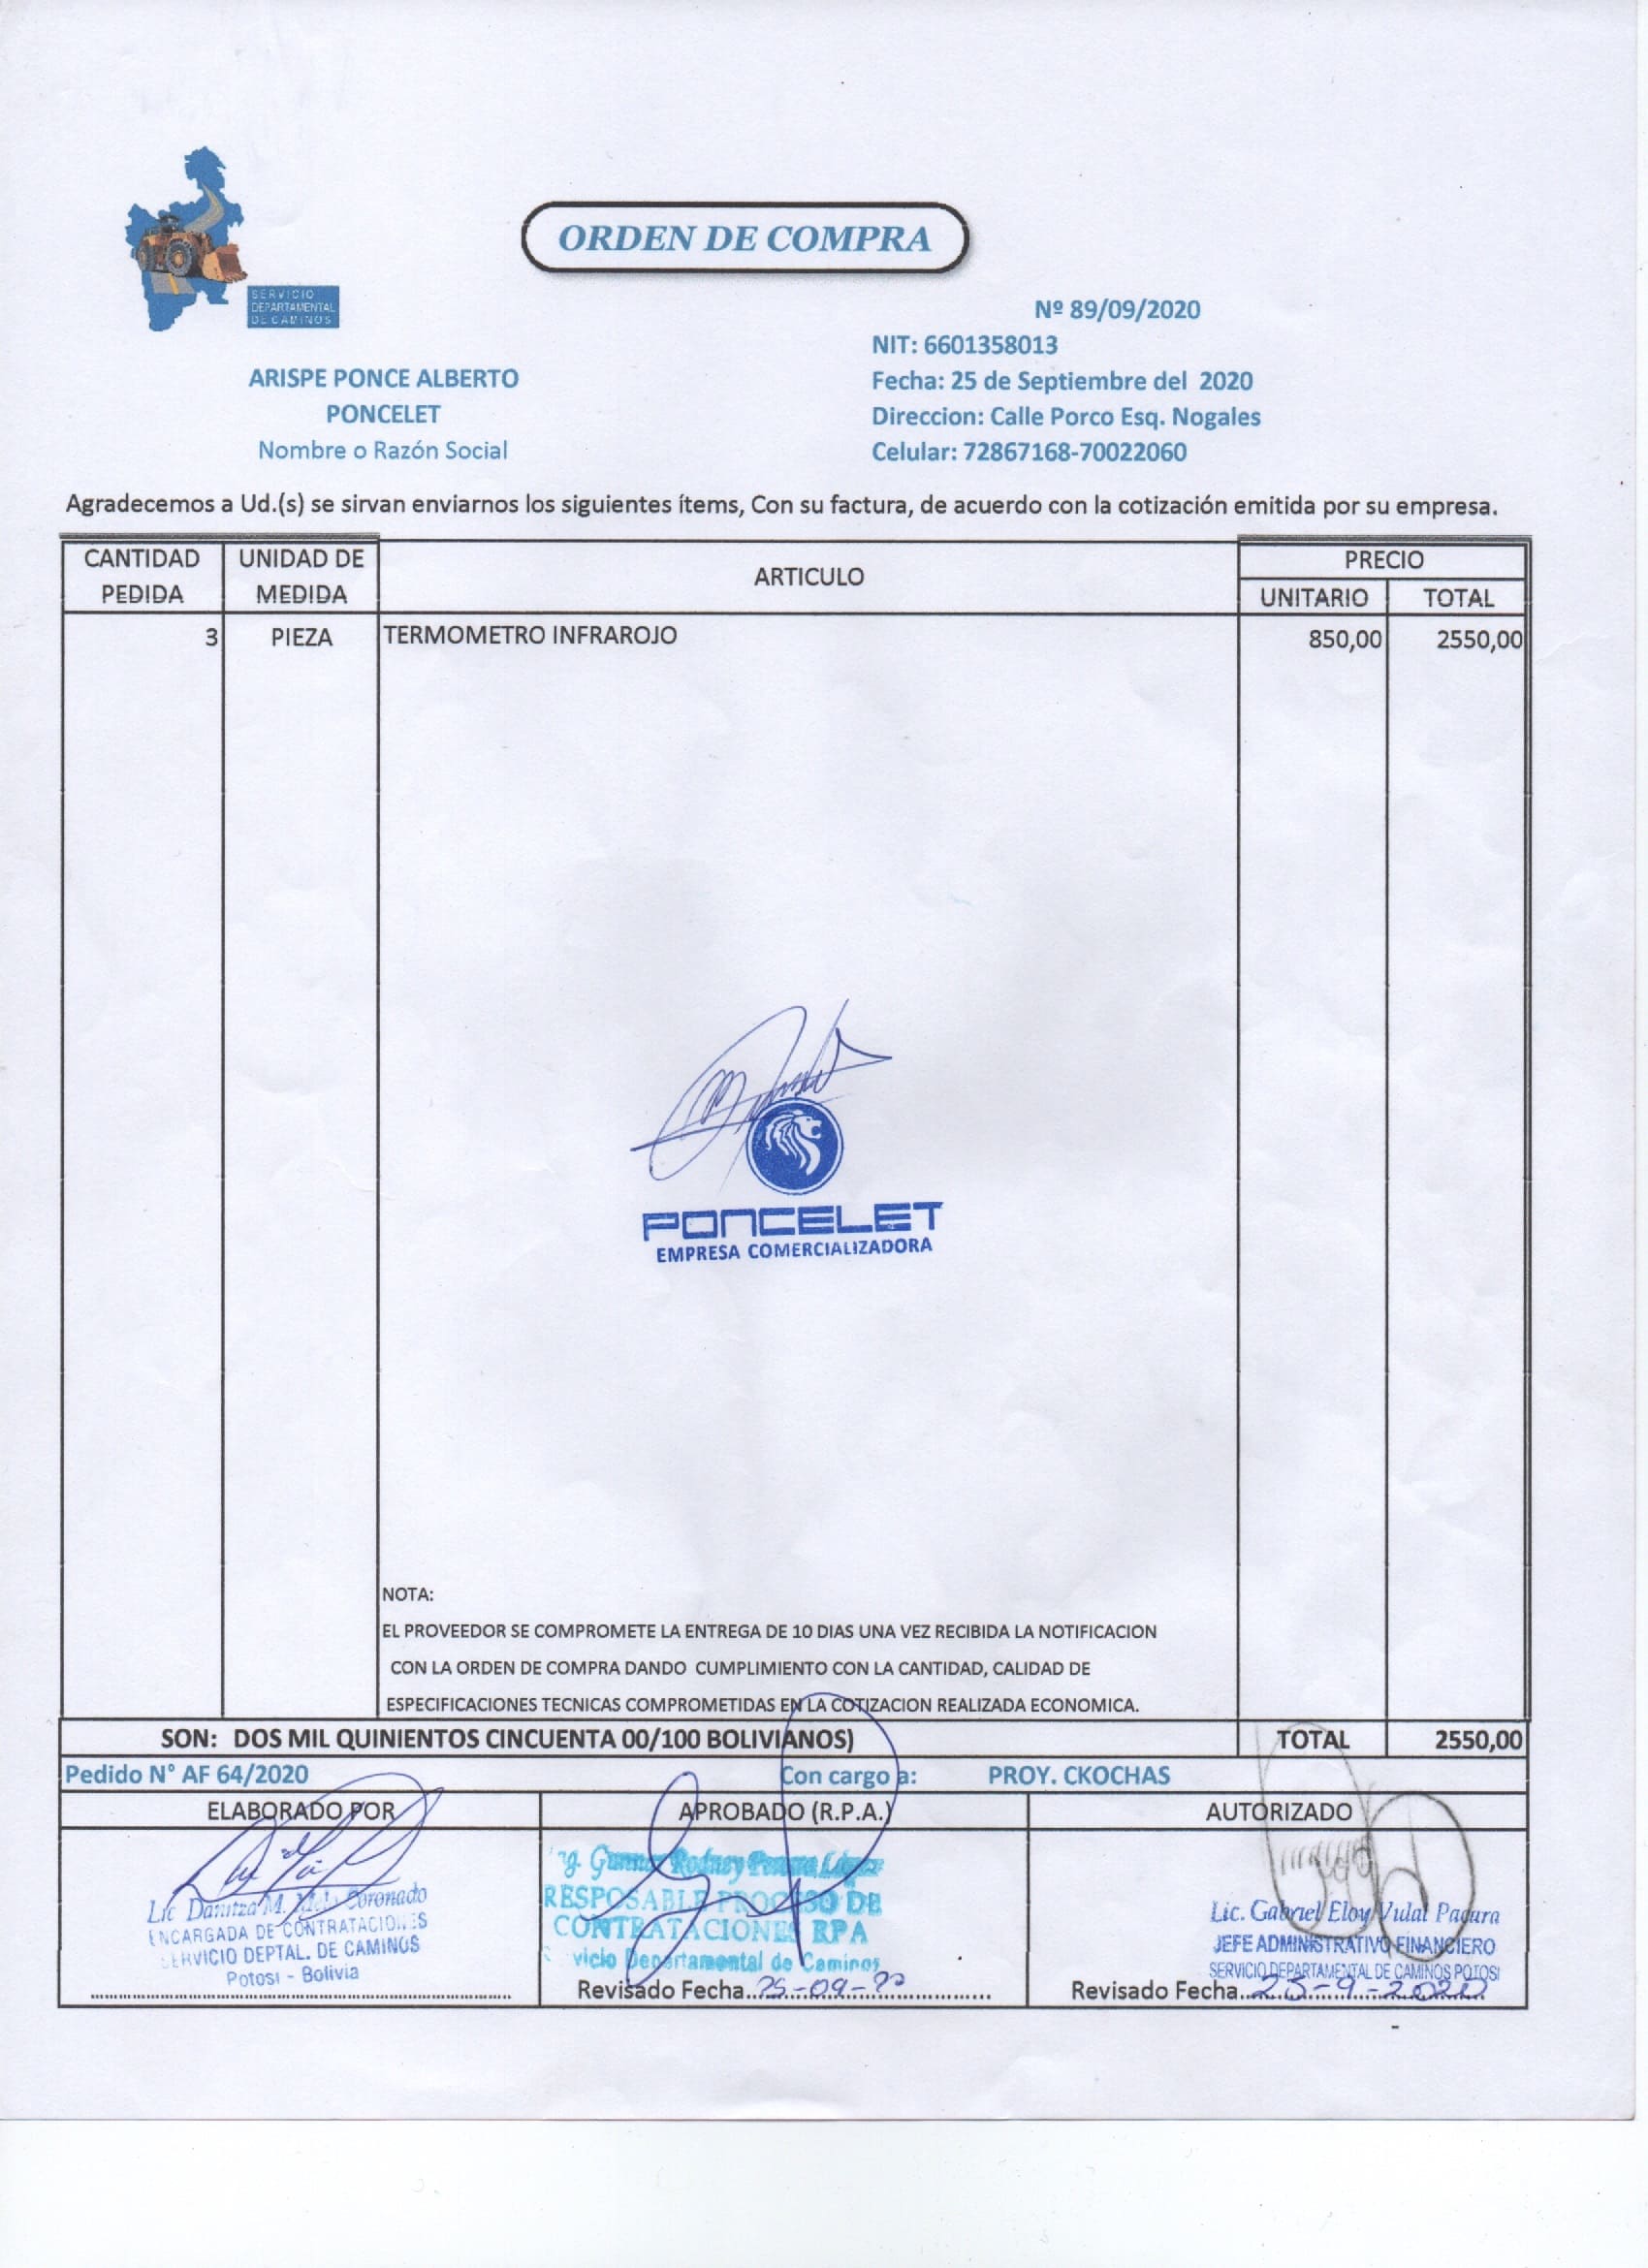 SERVICIO
DEPARTAMENTAL
DE CAMINOS
ORDEN DE COMPRA
Nº 89/09/2020
NIT: 6601358013
ARISPE PONCE ALBERTO
Fecha: 25 de Septiembre del 2020
PONCELET
Direccion: Calle Porco Esq. Nogales
Nombre o Razón Social
Celular: 72867168-70022060
Agradecemos a Ud.(s) se sirvan enviarnos los siguientes ítems, Con su factura, de acuerdo con la cotización emitida por su empresa.
CANTIDAD PEDIDA UNIDAD DE MEDIDA ARTICULO PRECIO
UNITARIO TOTAL
3 PIEZA TERMOMETRO INFRAROJO 850,00 2550,00
PONCELET
EMPRESA COMERCIALIZADORA
NOTA:
EL PROVEEDOR SE COMPROMETE LA ENTREGA DE 10 DIAS UNA VEZ RECIBIDA LA NOTIFICACION
CON LA ORDEN DE COMPRA DANDO CUMPLIMIENTO CON LA CANTIDAD, CALIDAD DE
ESPECIFICACIONES TECNICAS COMPROMETIDAS EN LA COTIZACION REALIZADA ECONOMICA.
SON: DOS MIL QUINIENTOS CINCUENTA 00/100 BOLIVIANOS) TOTAL 2550,00
Pedido N° AF 64/2020 Con cargo a: PROY. CKOCHAS
ELABORADO POR APROBADO (R.P.A.) AUTORIZADO
Lic Danitza M. Coronado
ENCARGADA DE CONTRATACIONES
SERVICIO DEPTAL. DE CAMINOS
Potosi - Bolivia
Rodney
RESPOSABLE PROCESO DE
CONTRATACIONES RPA
Servicio Departamental de Caminos
Revisado Fecha 25-09-20
Lic. Gabriel Eloy Vidal Pacura
JEFE ADMINISTRATIVO FINANCIERO
SERVICIO DEPARTAMENTAL DE CAMINOS POTOSI
Revisado Fecha 25-9-2020